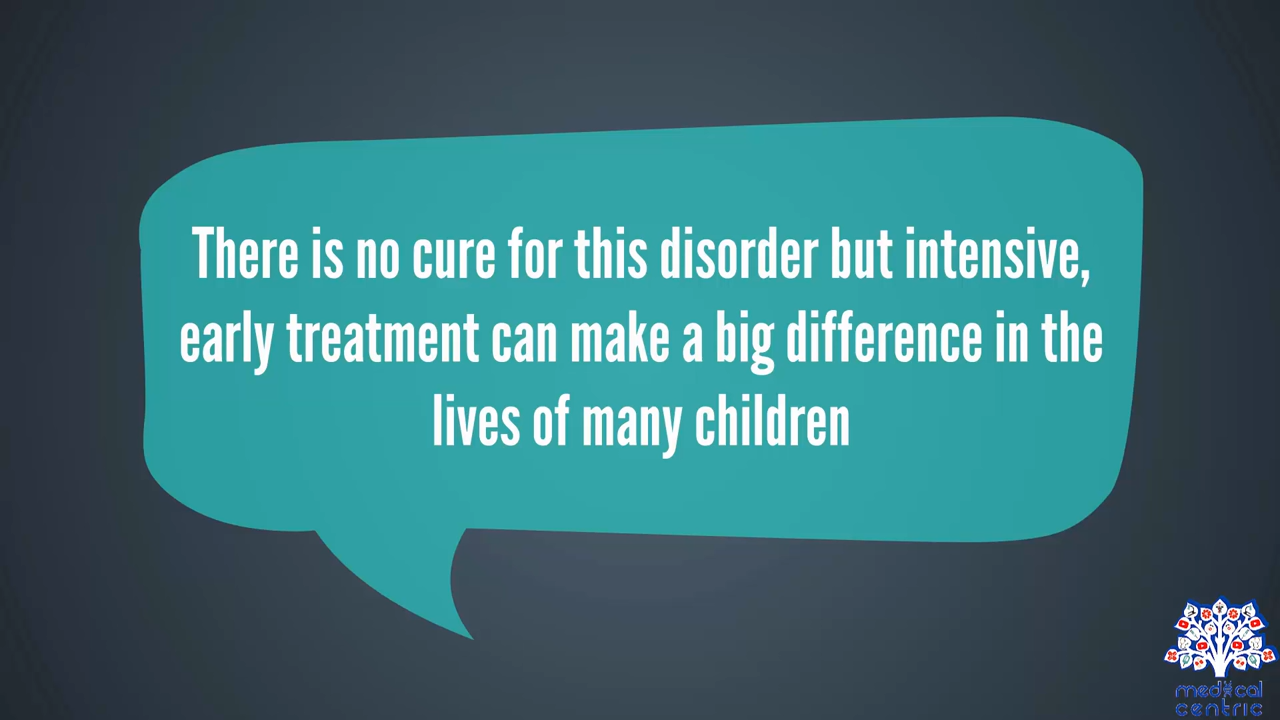 There is no cure for this disorder but intensive,
early treatment can make a big difference in the
lives of many children
medical
centric